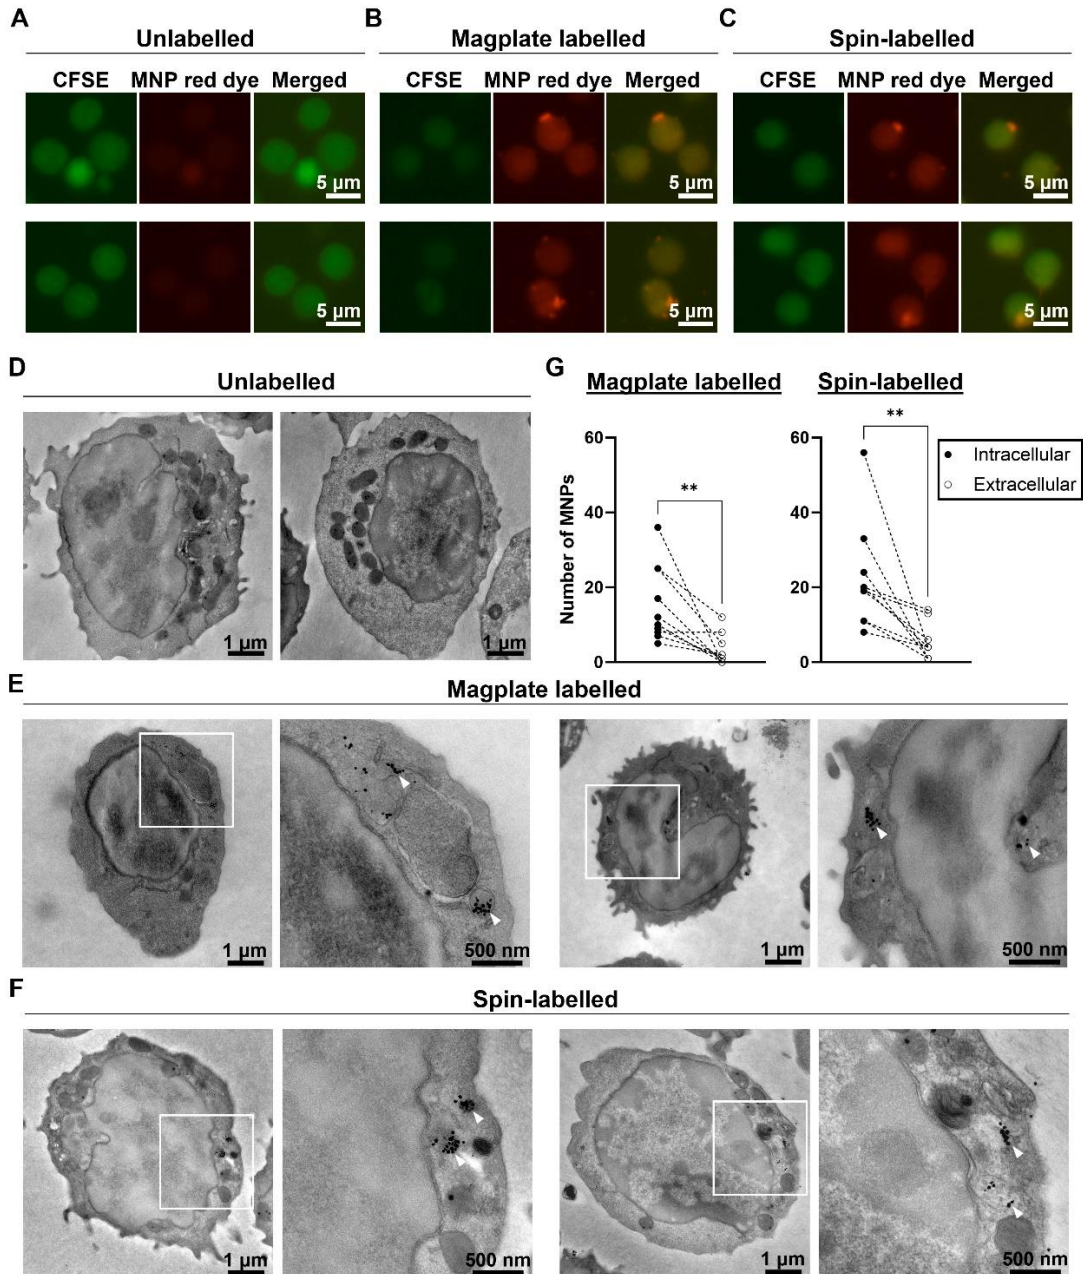 A
Unlabelled
CFSE MNP red dye Merged
5 µm
5 µm
B
Magplate labelled
CFSE MNP red dye Merged
5 µm
5 µm
C
Spin-labelled
CFSE MNP red dye Merged
5 µm
5 µm
D
Unlabelled
1 µm
1 µm
G
Magplate labelled
Spin-labelled
Number of MNPs
60
40
20
0
**
60
40
20
0
**
Intracellular
Extracellular
E
Magplate labelled
1 µm
500 nm
1 µm
500 nm
F
Spin-labelled
1 µm
500 nm
1 µm
500 nm